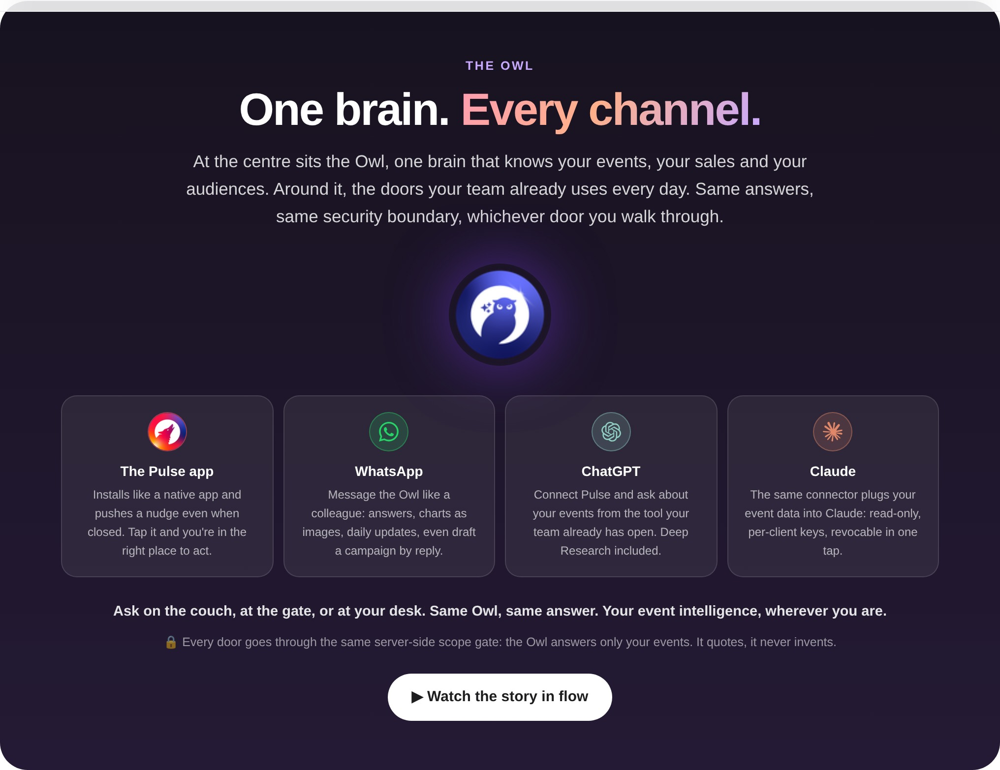 THE OWL
One brain. Every channel.
At the centre sits the Owl, one brain that knows your events, your sales and your
audiences. Around it, the doors your team already uses every day. Same answers,
same security boundary, whichever door you walk through.
The Pulse app
Installs like a native app and
pushes a nudge even when
closed. Tap it and you're in the
right place to act.
WhatsApp
Message the Owl like a
colleague: answers, charts as
images, daily updates, even draft
a campaign by reply.
ChatGPT
Connect Pulse and ask about
your events from the tool your
team already has open. Deep
Research included.
Claude
The same connector plugs your
event data into Claude: read-only,
per-client keys, revocable in one
tap.
Ask on the couch, at the gate, or at your desk. Same Owl, same answer. Your event intelligence, wherever you are.
🔒 Every door goes through the same server-side scope gate: the Owl answers only your events. It quotes, it never invents.
▶ Watch the story in flow